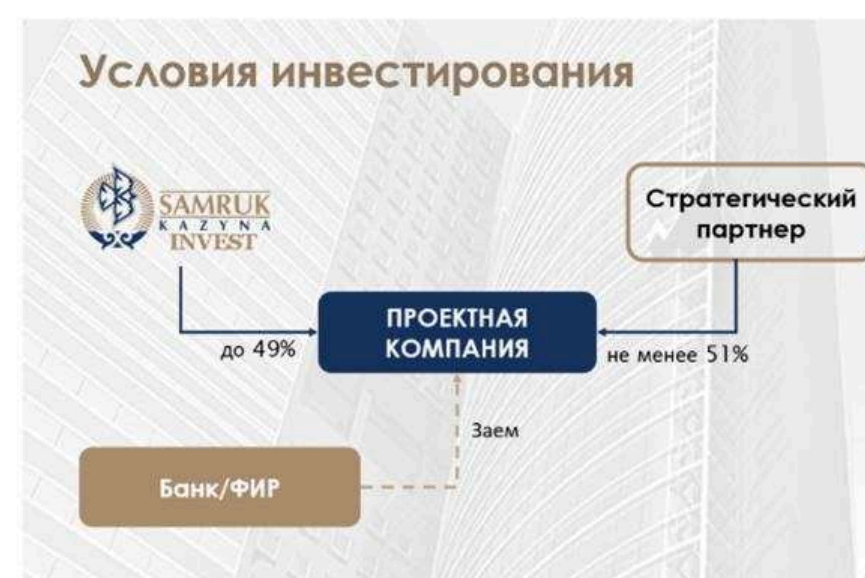 Условия инвестирования
SAMRUK
KAZYNA
INVEST
Стратегический
партнер
ПРОЕКТНАЯ
КОМПАНИЯ
до 49%
не менее 51%
Заем
Банк/ФИР